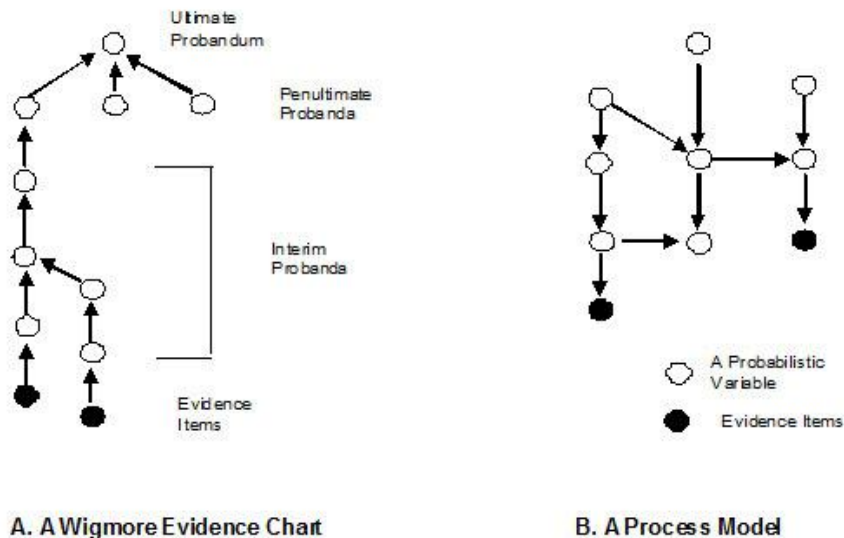 Ultimate
Probandum
Penultimate
Probanda
Interim
Probanda
Evidence
Items
A Probabilistic
Variable
Evidence Items
A. A Wigmore Evidence Chart
B. A Process Model